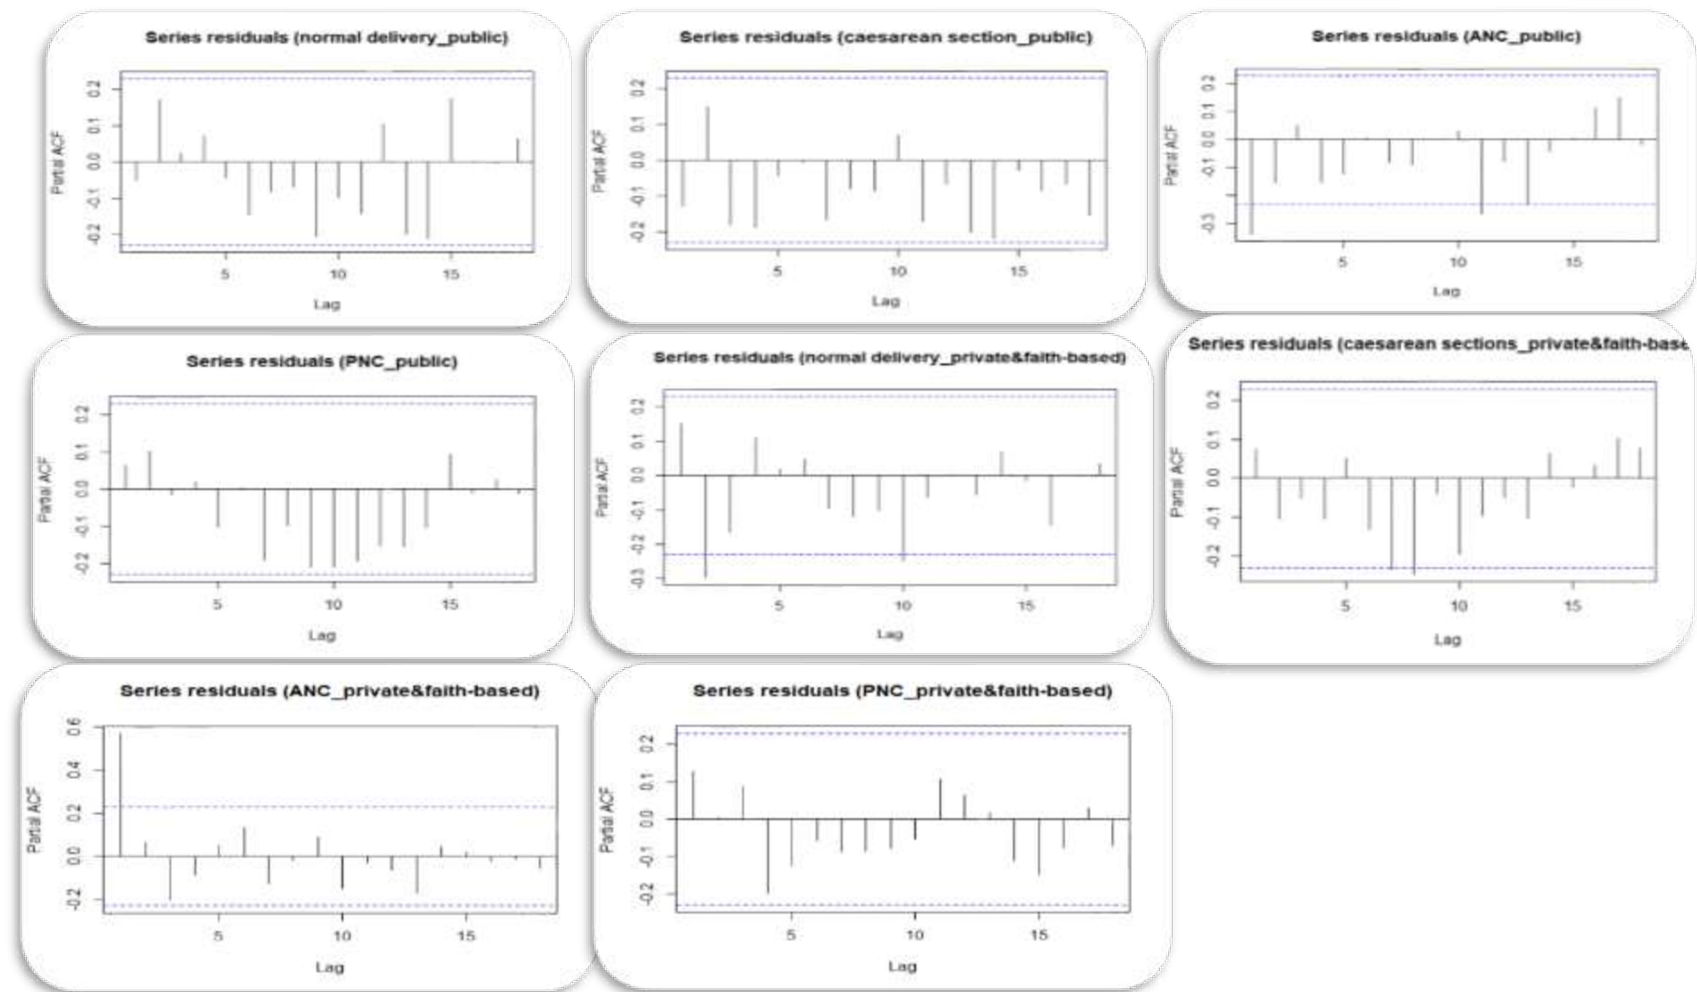 Series residuals (normal delivery_public)
Partial ACF
0.2
0.1
0.0
-0.1
-0.2
5 10 15
Lag
Series residuals (caesarean section_public)
Partial ACF
0.2
0.1
0.0
-0.1
-0.2
5 10 15
Lag
Series residuals (ANC_public)
Partial ACF
0.2
0.1
0.0
-0.1
-0.3
5 15
Lag
Series residuals (PNC_public)
Partial ACF
0.2
0.1
0.0
-0.1
-0.2
5 10 15
Lag
Series residuals (normal delivery_private&faith-based)
Partial ACF
0.2
0.1
0.0
-0.1
-0.2
-0.3
5 10 15
Lag
Series residuals (caesarean sections_private&faith-base
Partial ACF
0.2
0.1
0.0
-0.1
-0.2
5 10 15
Lag
Series residuals (ANC_private&faith-based)
Partial ACF
0.6
0.4
0.2
0.0
-0.2
5 10 15
Lag
Series residuals (PNC_private&faith-based)
Partial ACF
0.2
0.1
0.0
-0.1
-0.2
5 10 15
Lag